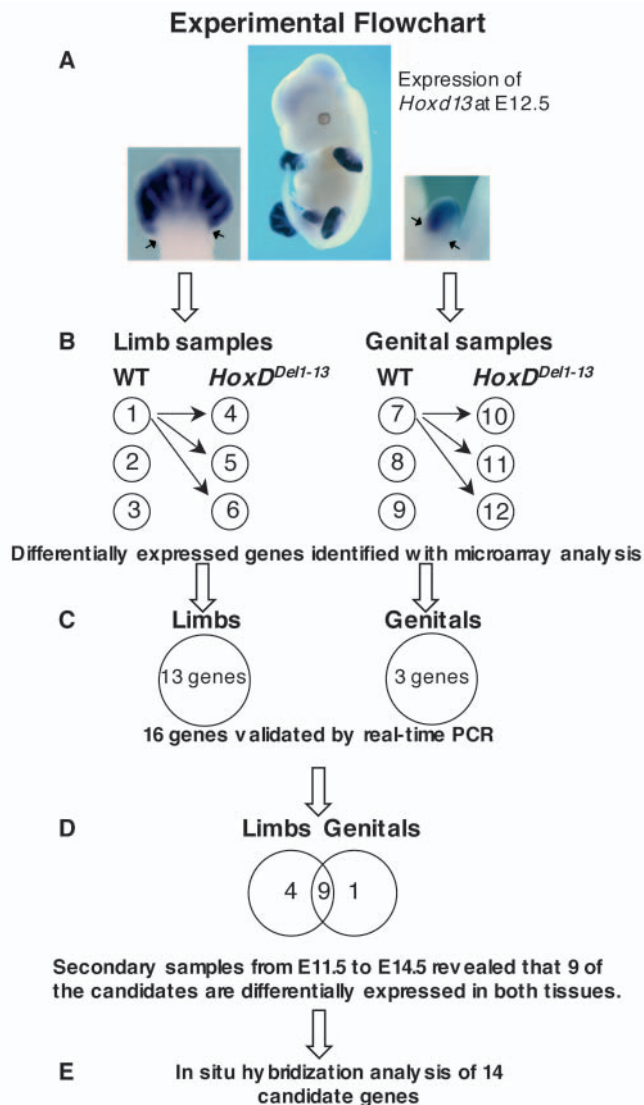 Experimental Flowchart
A
Expression of
Hoxd13 at E12.5
B
Limb samples
Genital samples
WT HoxD^Del1-13
WT HoxD^Del1-13
1 4
2 5
3 6
7 10
8 11
9 12
Differentially expressed genes identified with microarray analysis
C
Limbs
Genitals
13 genes
3 genes
16 genes validated by real-time PCR
D
Limbs Genitals
4 9 1
Secondary samples from E11.5 to E14.5 revealed that 9 of
the candidates are differentially expressed in both tissues.
E
In situ hybridization analysis of 14
candidate genes